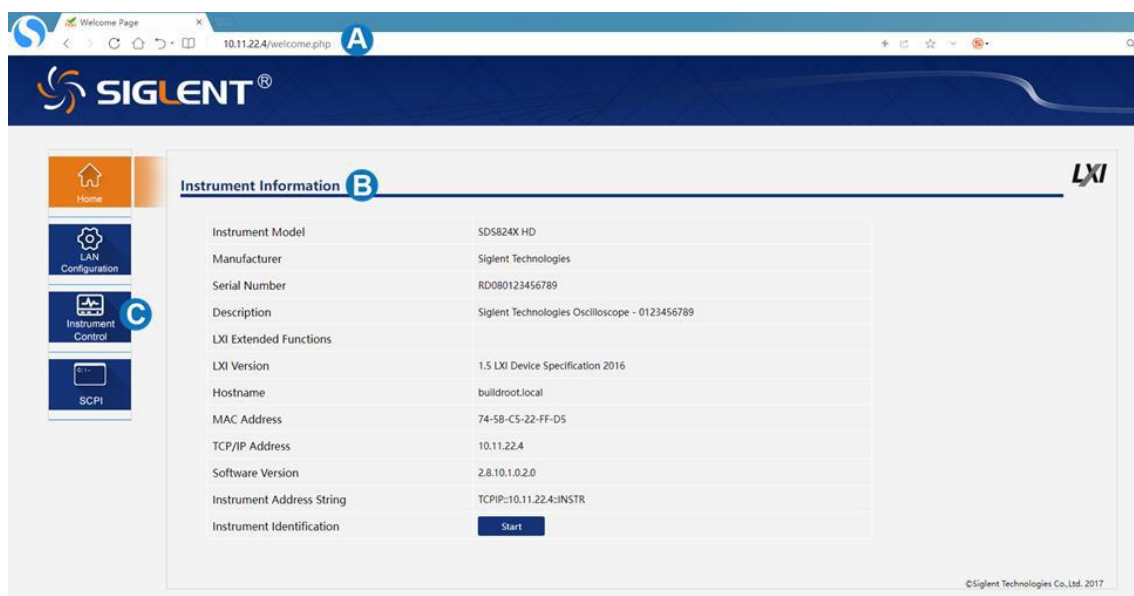 Welcome Page
10.11.22.4/welcome.php A
SIGLENT®
Home
LAN
Configuration
Instrument
Control
C
SCPI
Instrument Information B
LXI
Instrument Model SDS824X HD
Manufacturer Siglent Technologies
Serial Number RD080123456789
Description Siglent Technologies Oscilloscope - 0123456789
LXI Extended Functions
LXI Version 1.5 LXI Device Specification 2016
Hostname buildroot.local
MAC Address 74-5B-C5-22-FF-D5
TCP/IP Address 10.11.22.4
Software Version 2.8.10.1.0.2.0
Instrument Address String TCPIP::10.11.22.4::INSTR
Instrument Identification Start
©Siglent Technologies Co.,Ltd. 2017